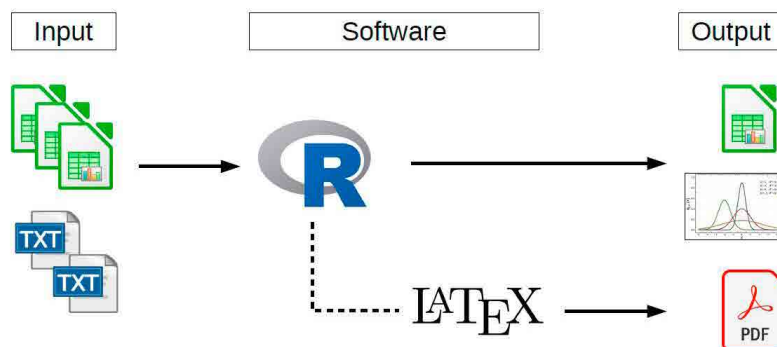 Input
Software
Output
R
TXT
TXT
LATEX
PDF